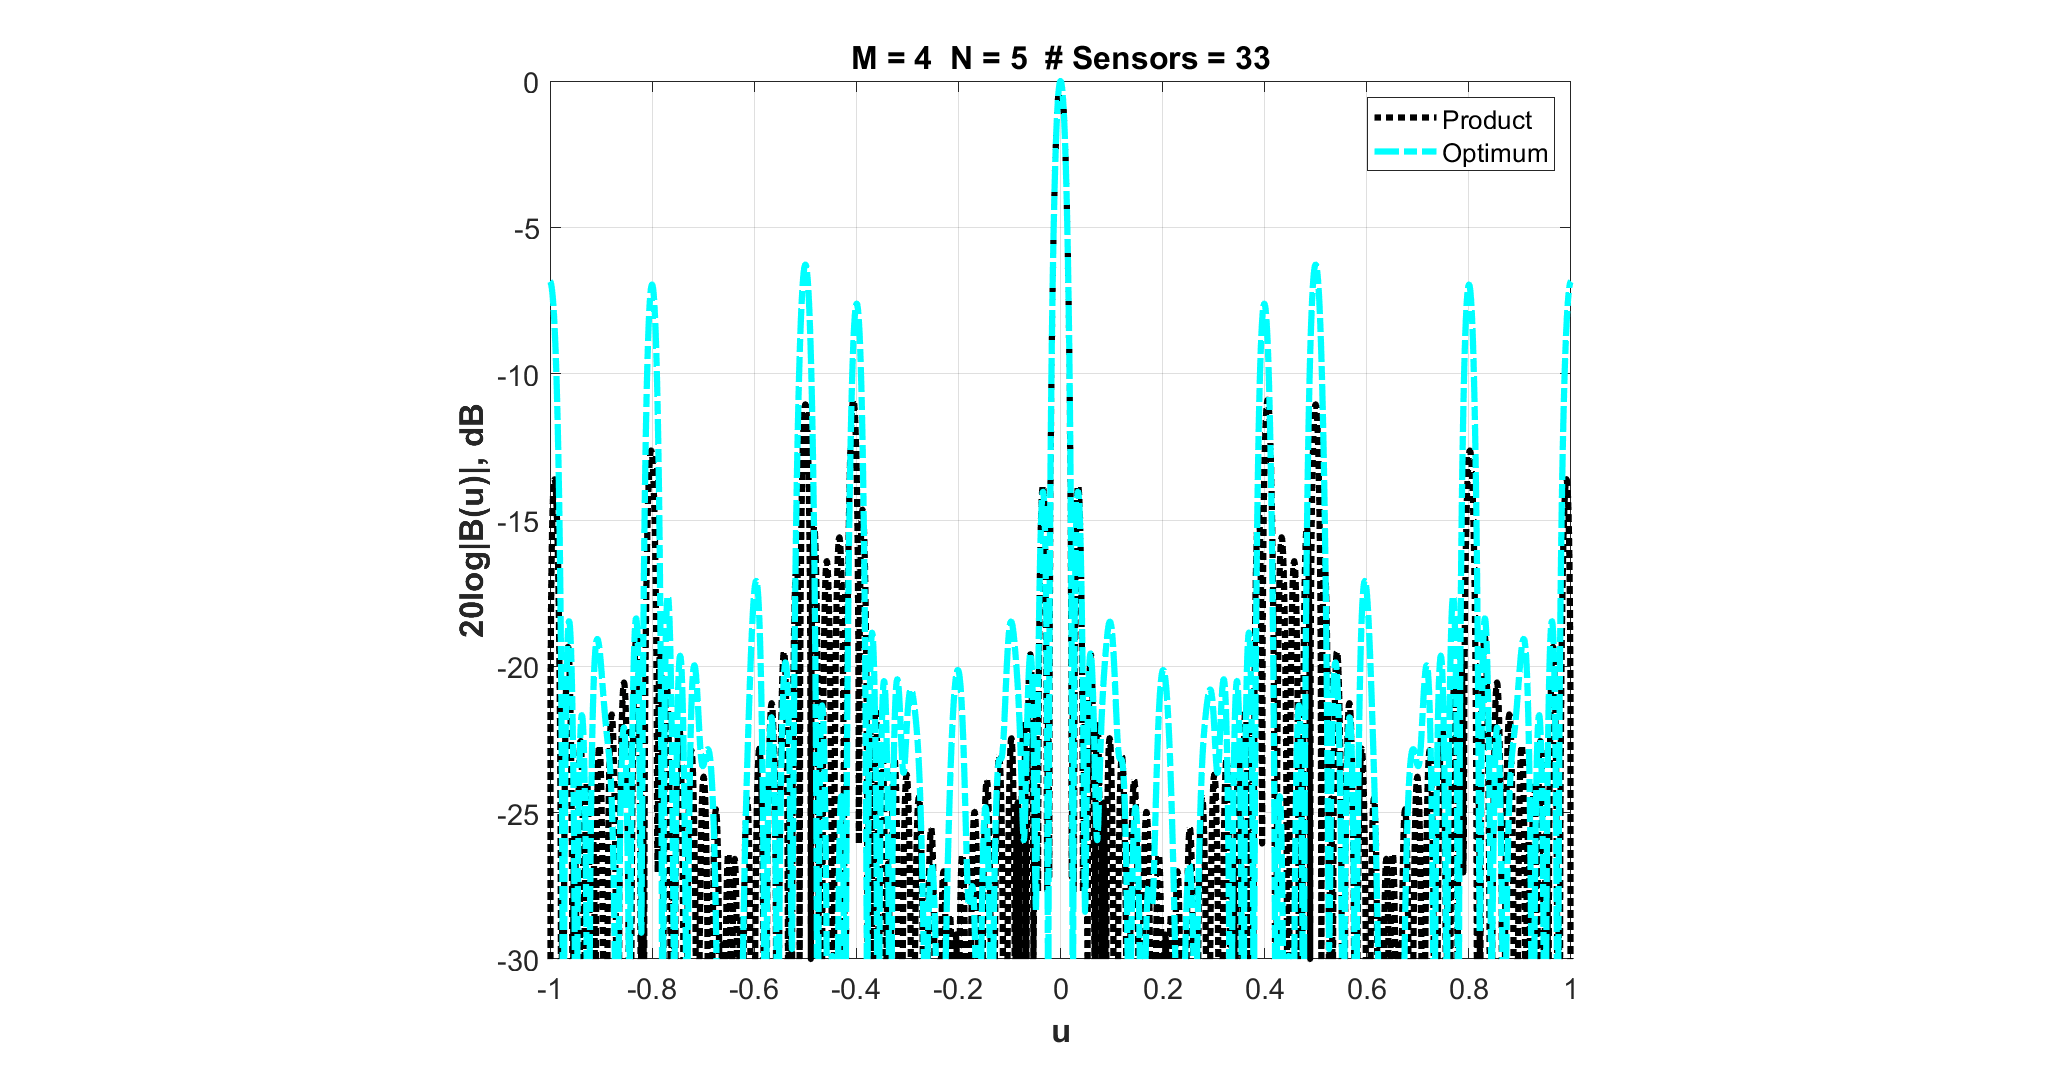 M = 4 N = 5 # Sensors = 33
Product
Optimum
20log|B(u)|, dB
0
-5
-10
-15
-20
-25
-30
-1 -0.8 -0.6 -0.4 -0.2 0 0.2 0.4 0.6 0.8 1
u